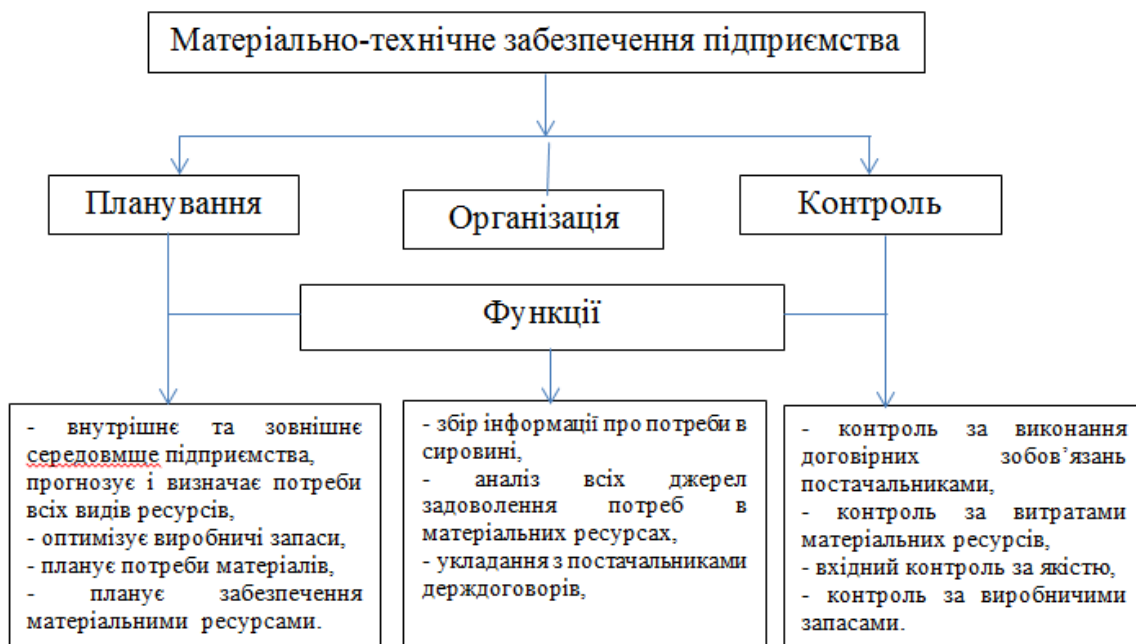 Матеріально-технічне забезпечення підприємства
Планування
Організація
Контроль
Функції
- внутрішнє та зовнішнє
середовмще підприємства,
прогнозує і визначає потреби
всіх видів ресурсів,
- оптимізує виробничі запаси,
- планує потреби матеріалів,
- планує забезпечення
матеріальними ресурсами.
- збір інформації про потреби в
сировині,
- аналіз всіх джерел
задоволення потреб в
матеріальних ресурсах,
- укладання з постачальниками
держдоговорів,
- контроль за виконання
договірних зобов’язань
постачальниками,
- контроль за витратами
матеріальних ресурсів,
- вхідний контроль за якістю,
- контроль за виробничими
запасами.